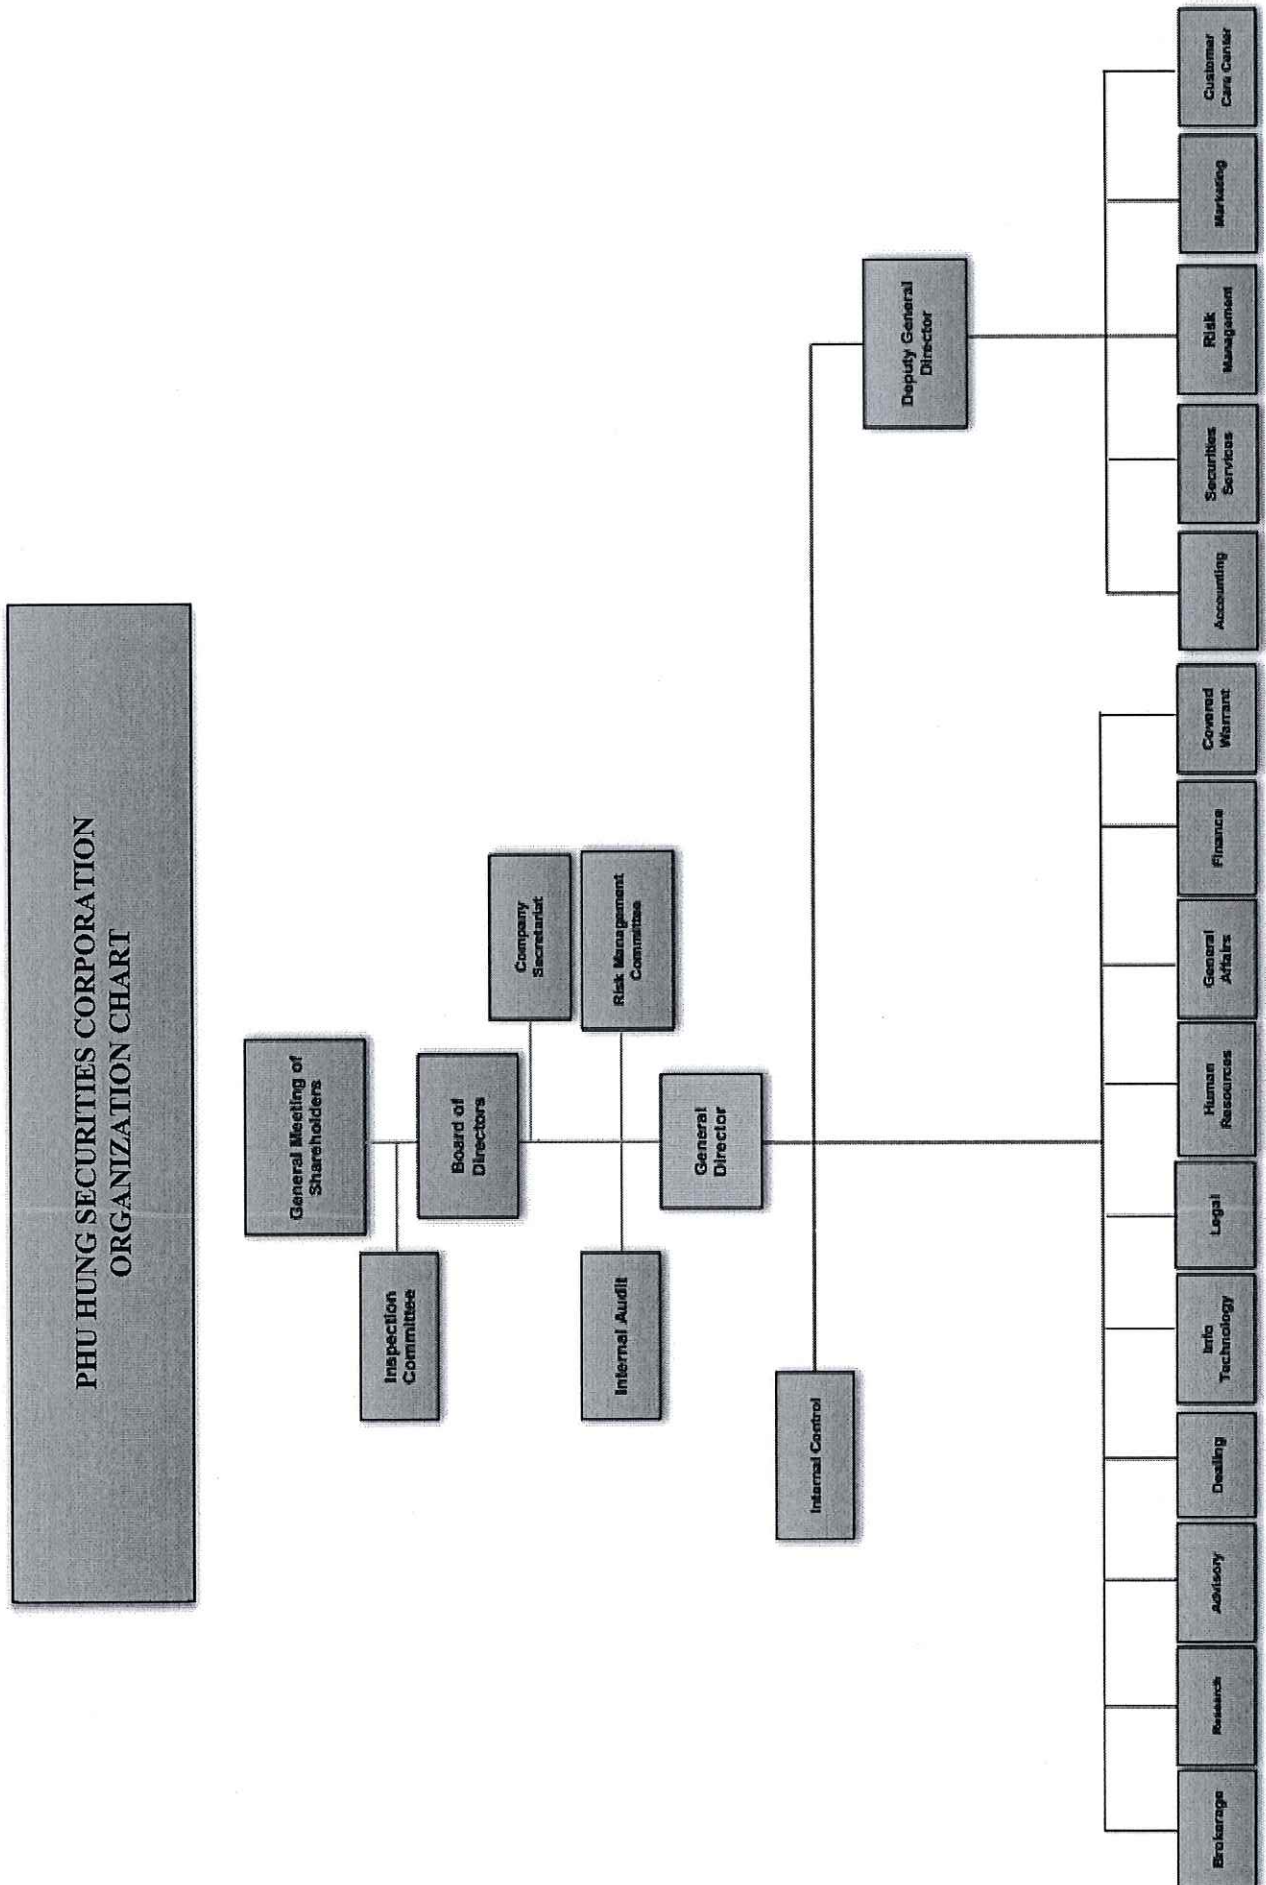 PHU HUNG SECURITIES CORPORATION
ORGANIZATION CHART
General Meeting of
Shareholders
Inspection
Committee
Board of
Directors
Company
Secretariat
Internal Audit
Risk Management
Committee
General
Director
Internal Control
Deputy General
Director
Brokerage
Research
Advisory
Dealing
Info
Technology
Legal
Human
Resources
General
Affairs
Finance
Covered
Warrant
Accounting
Securities
Services
Risk
Management
Marketing
Customer
Care Center